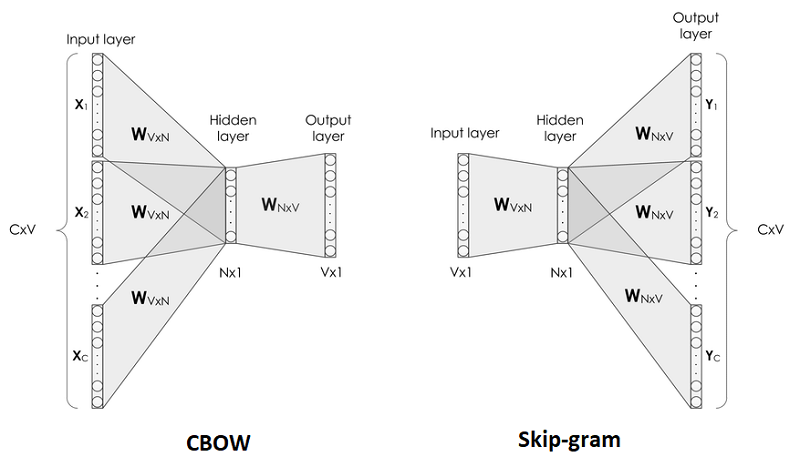 Input layer
X1
WVxN
X2
WVxN
CxV
WVxN
XC
Hidden
layer
Nx1
WNxV
Output
layer
Vx1
CBOW
Input layer
Vx1
WVxN
Hidden
layer
Nx1
Output
layer
Y1
WNxV
Y2
WNxV
CxV
WNxV
YC
Skip-gram